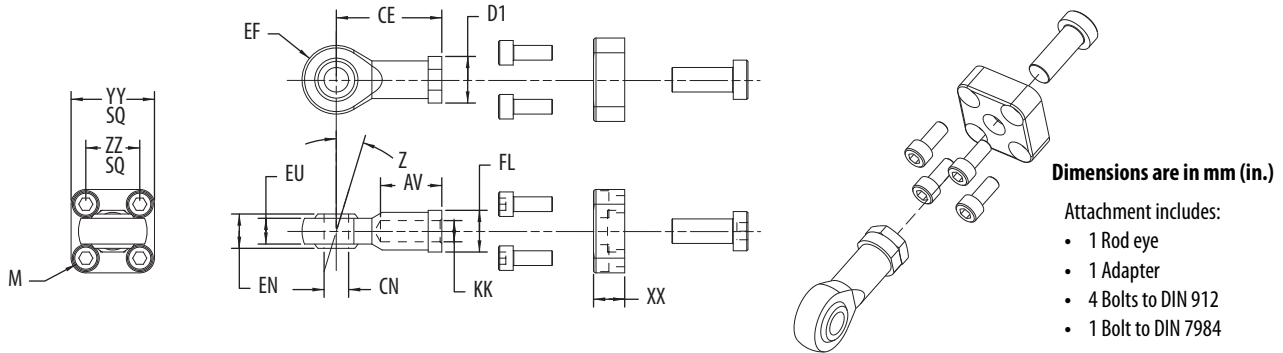 CE
D1
EF
YY
SQ
ZZ
SQ
M
EU
Z
AV
FL
EN
CN
KK
XX
Dimensions are in mm (in.)
Attachment includes:
• 1 Rod eye
• 1 Adapter
• 4 Bolts to DIN 912
• 1 Bolt to DIN 7984